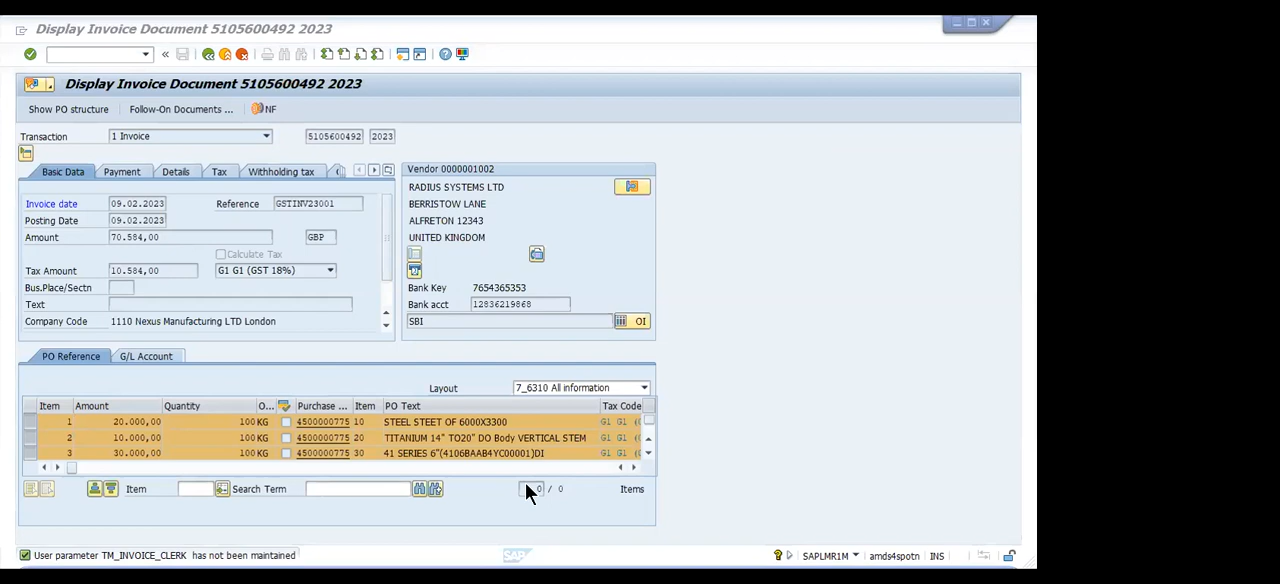 Display Invoice Document 5105600492 2023
«
Display Invoice Document 5105600492 2023
Show PO structure Follow-On Documents ... NF
Transaction 1 Invoice 5105600492 2023
Basic Data Payment Details Tax Withholding tax
Invoice date 09.02.2023 Reference GSTINV23001
Posting Date 09.02.2023
Amount 70.584,00 GBP
Calculate Tax
Tax Amount 10.584,00 G1 G1 (GST 18%)
Bus.Place/Sectn
Text
Company Code 1110 Nexus Manufacturing LTD London
Vendor 0000001002
RADIUS SYSTEMS LTD
BERRISTOW LANE
ALFRETON 12343
UNITED KINGDOM
Bank Key 7654365353
Bank acct 12836219868
SBI OI
PO Reference G/L Account
Layout 7_6310 All information
Item Amount Quantity O... Purchase ... Item PO Text Tax Code
1 20.000,00 100 KG 4500000775 10 STEEL STEET OF 6000X3300 G1 G1 (
2 10.000,00 100 KG 4500000775 20 TITANIUM 14" TO20" DO Body VERTICAL STEM G1 G1 (
3 30.000,00 100 KG 4500000775 30 41 SERIES 6"(4106BAAB4YC00001)DI G1 G1 (
Item Search Term 0 / 0 Items
User parameter TM_INVOICE_CLERK has not been maintained SAP SAPLMR1M amds4spotn INS